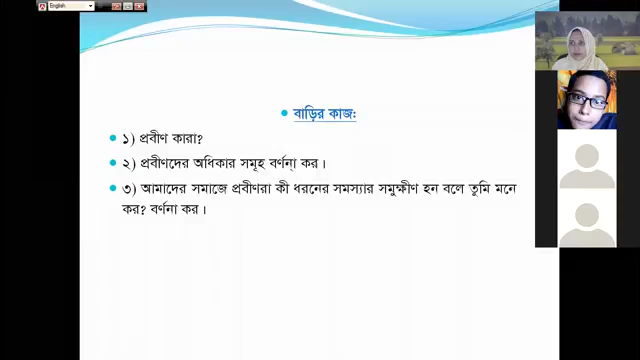 English
বাড়ির কাজ:
১) প্রবীণ কারা?
২) প্রবীণদের অধিকার সমূহ বর্ণনা কর।
৩) আমাদের সমাজে প্রবীণরা কী ধরনের সমস্যার সমুক্ষীণ হন বলে তুমি মনে
কর? বর্ণনা কর।